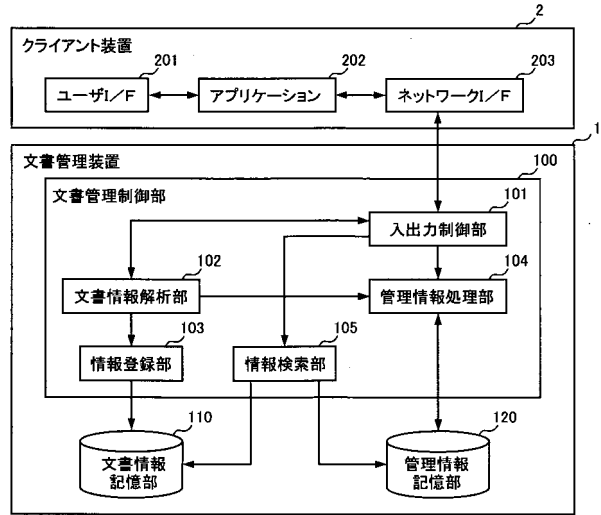 2
クライアント装置
201
202
203
ユーザI/F
アプリケーション
ネットワークI/F
1
文書管理装置
100
文書管理制御部
101
入出力制御部
102
104
文書情報解析部
管理情報処理部
103
105
情報登録部
情報検索部
110
120
文書情報
記憶部
管理情報
記憶部